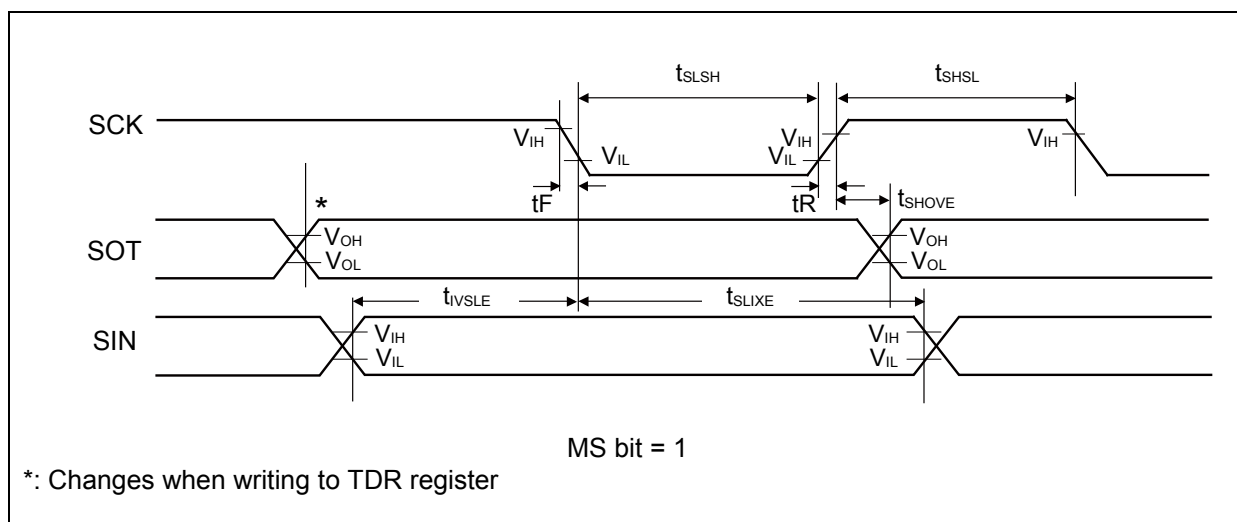 tSLSH
tSHSL
SCK
VIH
VIL
VIH
VIL
VIH
tF
tR
tSHOVE
*
SOT
VOH
VOL
VOH
VOL
tIVSLE
tSLIXE
SIN
VIH
VIL
VIH
VIL
MS bit = 1
*: Changes when writing to TDR register